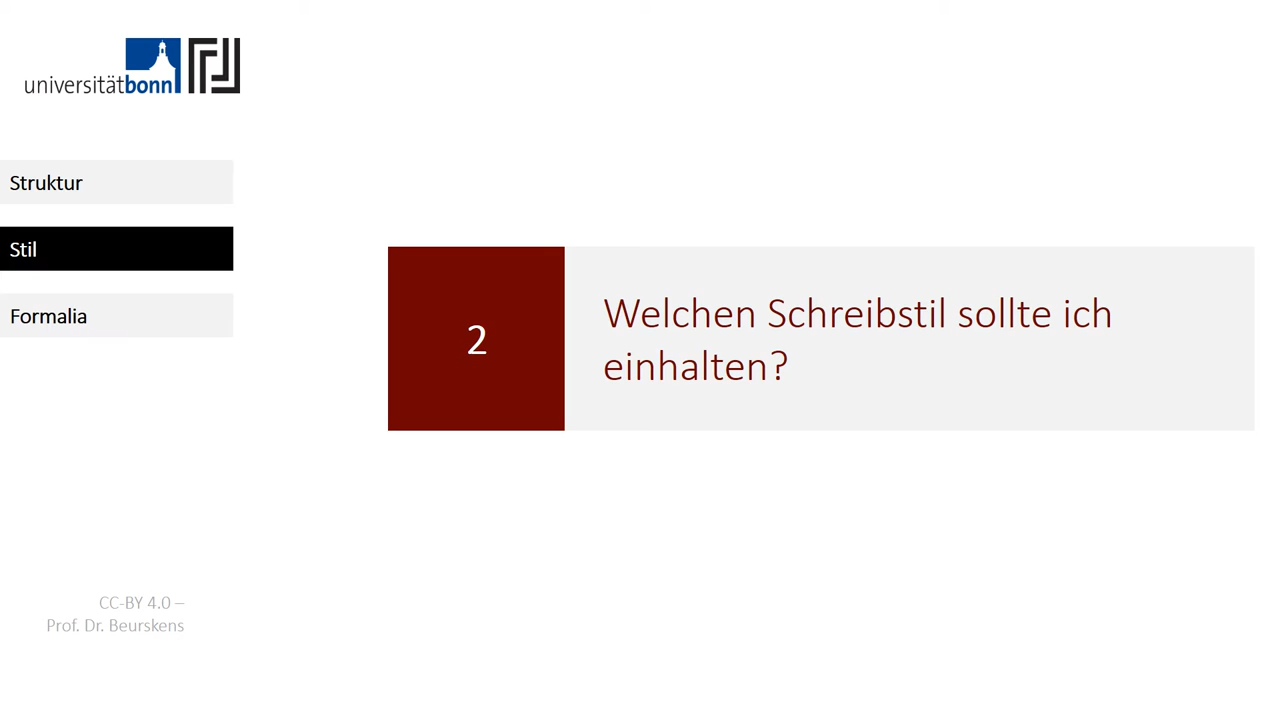 universitätbonn
Struktur
Stil
Formalia
2
Welchen Schreibstil sollte ich
einhalten?
CC-BY 4.0 –
Prof. Dr. Beurskens